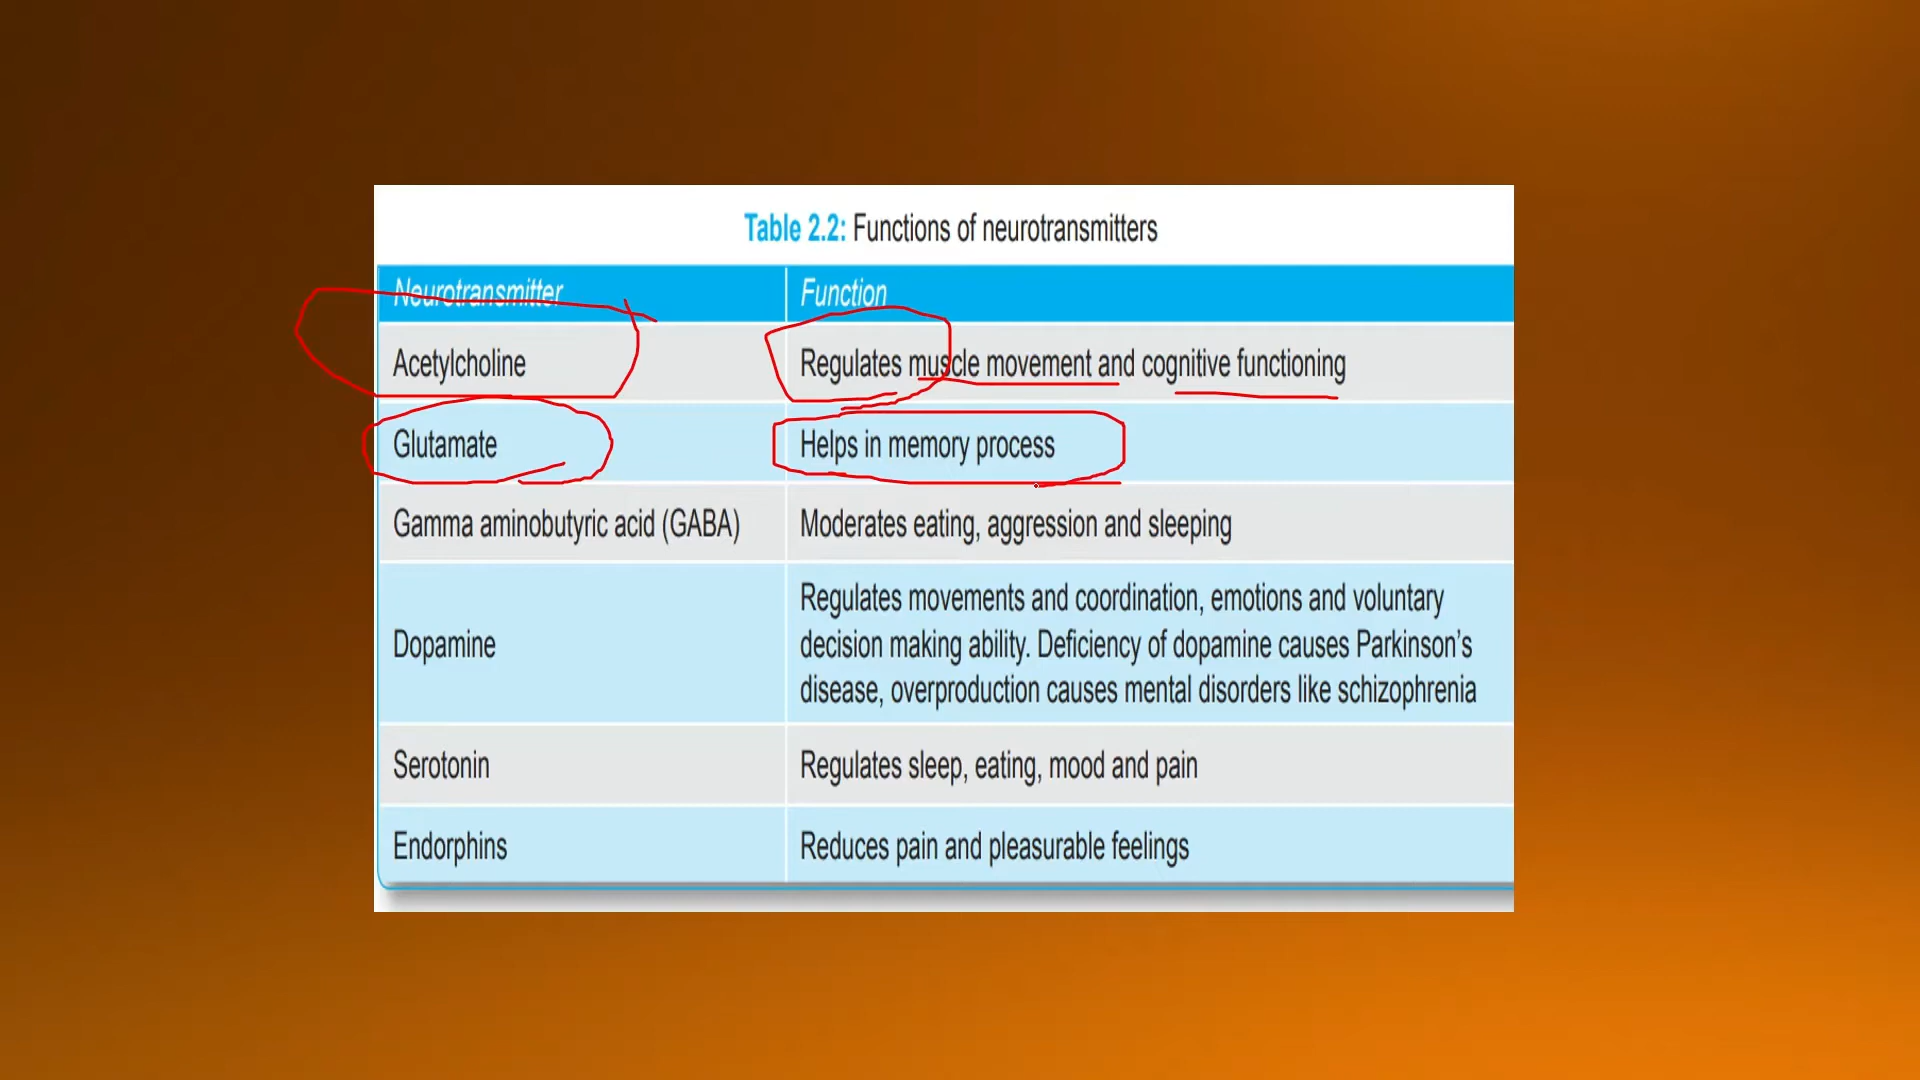 Table 2.2: Functions of neurotransmitters
Neurotransmitter Function
Acetylcholine Regulates muscle movement and cognitive functioning
Glutamate Helps in memory process
Gamma aminobutyric acid (GABA) Moderates eating, aggression and sleeping
Dopamine Regulates movements and coordination, emotions and voluntary
decision making ability. Deficiency of dopamine causes Parkinson’s
disease, overproduction causes mental disorders like schizophrenia
Serotonin Regulates sleep, eating, mood and pain
Endorphins Reduces pain and pleasurable feelings